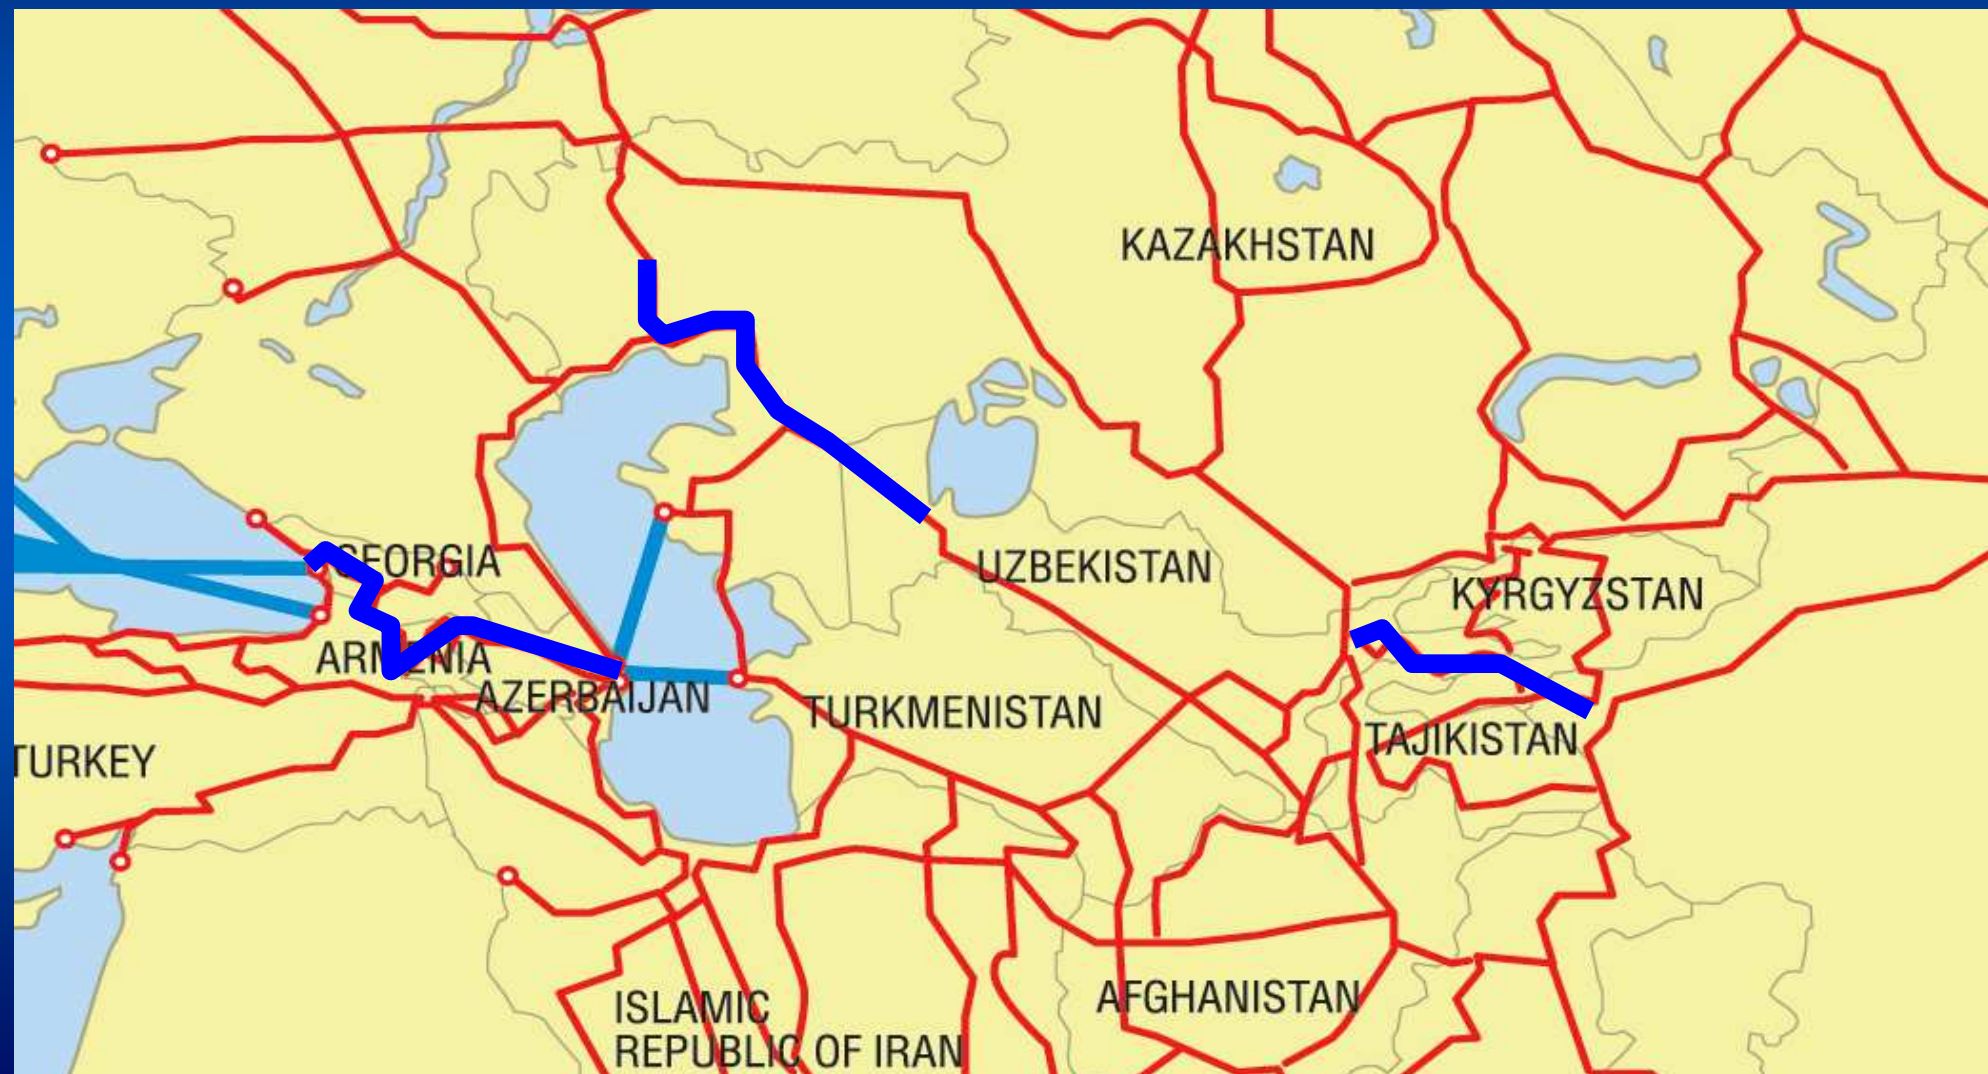 KAZAKHSTAN
GEORGIA
UZBEKISTAN
KYRGYZSTAN
ARMENIA
AZERBAIJAN
TURKMENISTAN
TAJIKISTAN
TURKEY
AFGHANISTAN
ISLAMIC
REPUBLIC OF IRAN